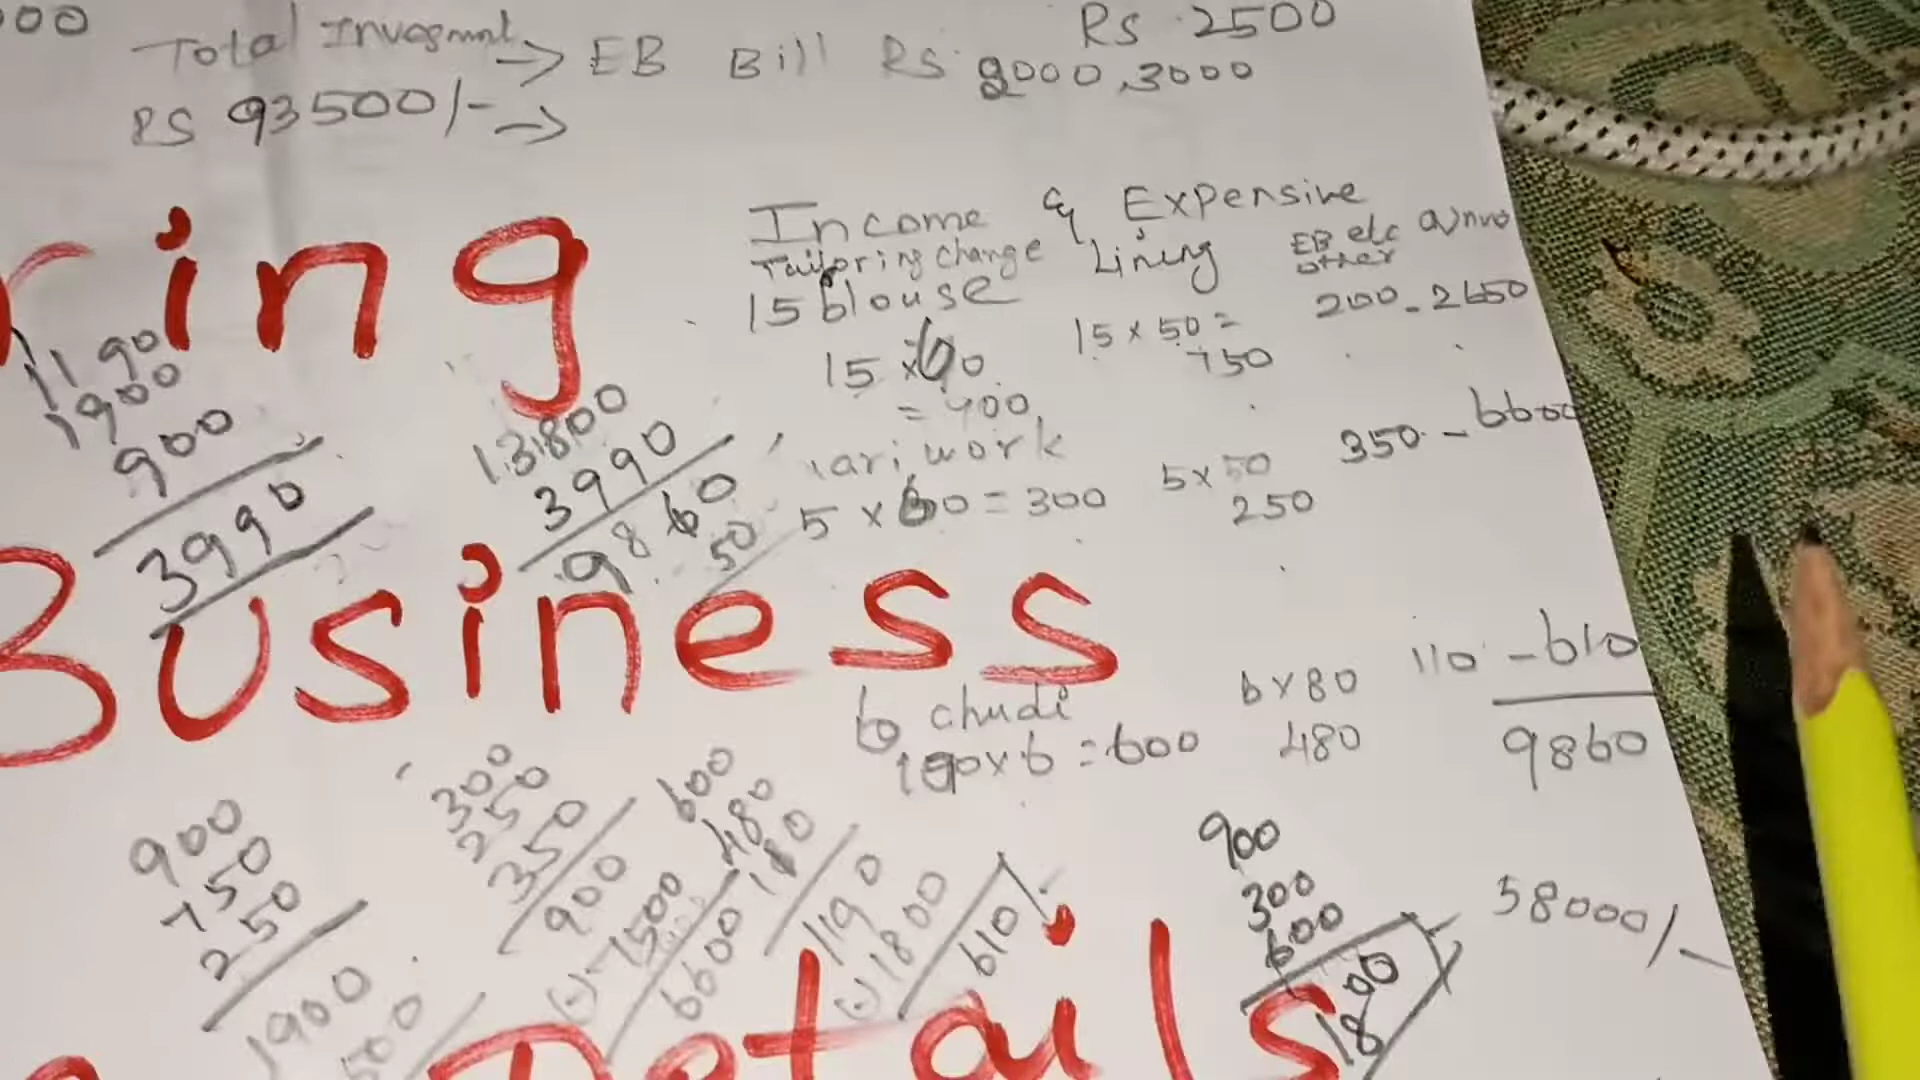 00
Rs 2500
Total Invesment → EB Bill Rs 2000, 3000
RS 93500/- →
Income & Expensive
Tailoring change
Lining
EB etc
other
15 blouse
200 - 2650
15 × 60
15 × 50 =
750
= 900
ring
1190
1900
900
3990
13800
3990
9860
50
work
5 × 60 = 300
5 × 50
250
350 - 6600
Business
6 chudi
100 × 6 = 600
6 × 80
480
110 - 610
9860
900
750
250
1900
300
250
350
900
(-) 7500
6600
600
480
110
1190
(-) 1800
610
900
300
600
1800
58000/-
Details